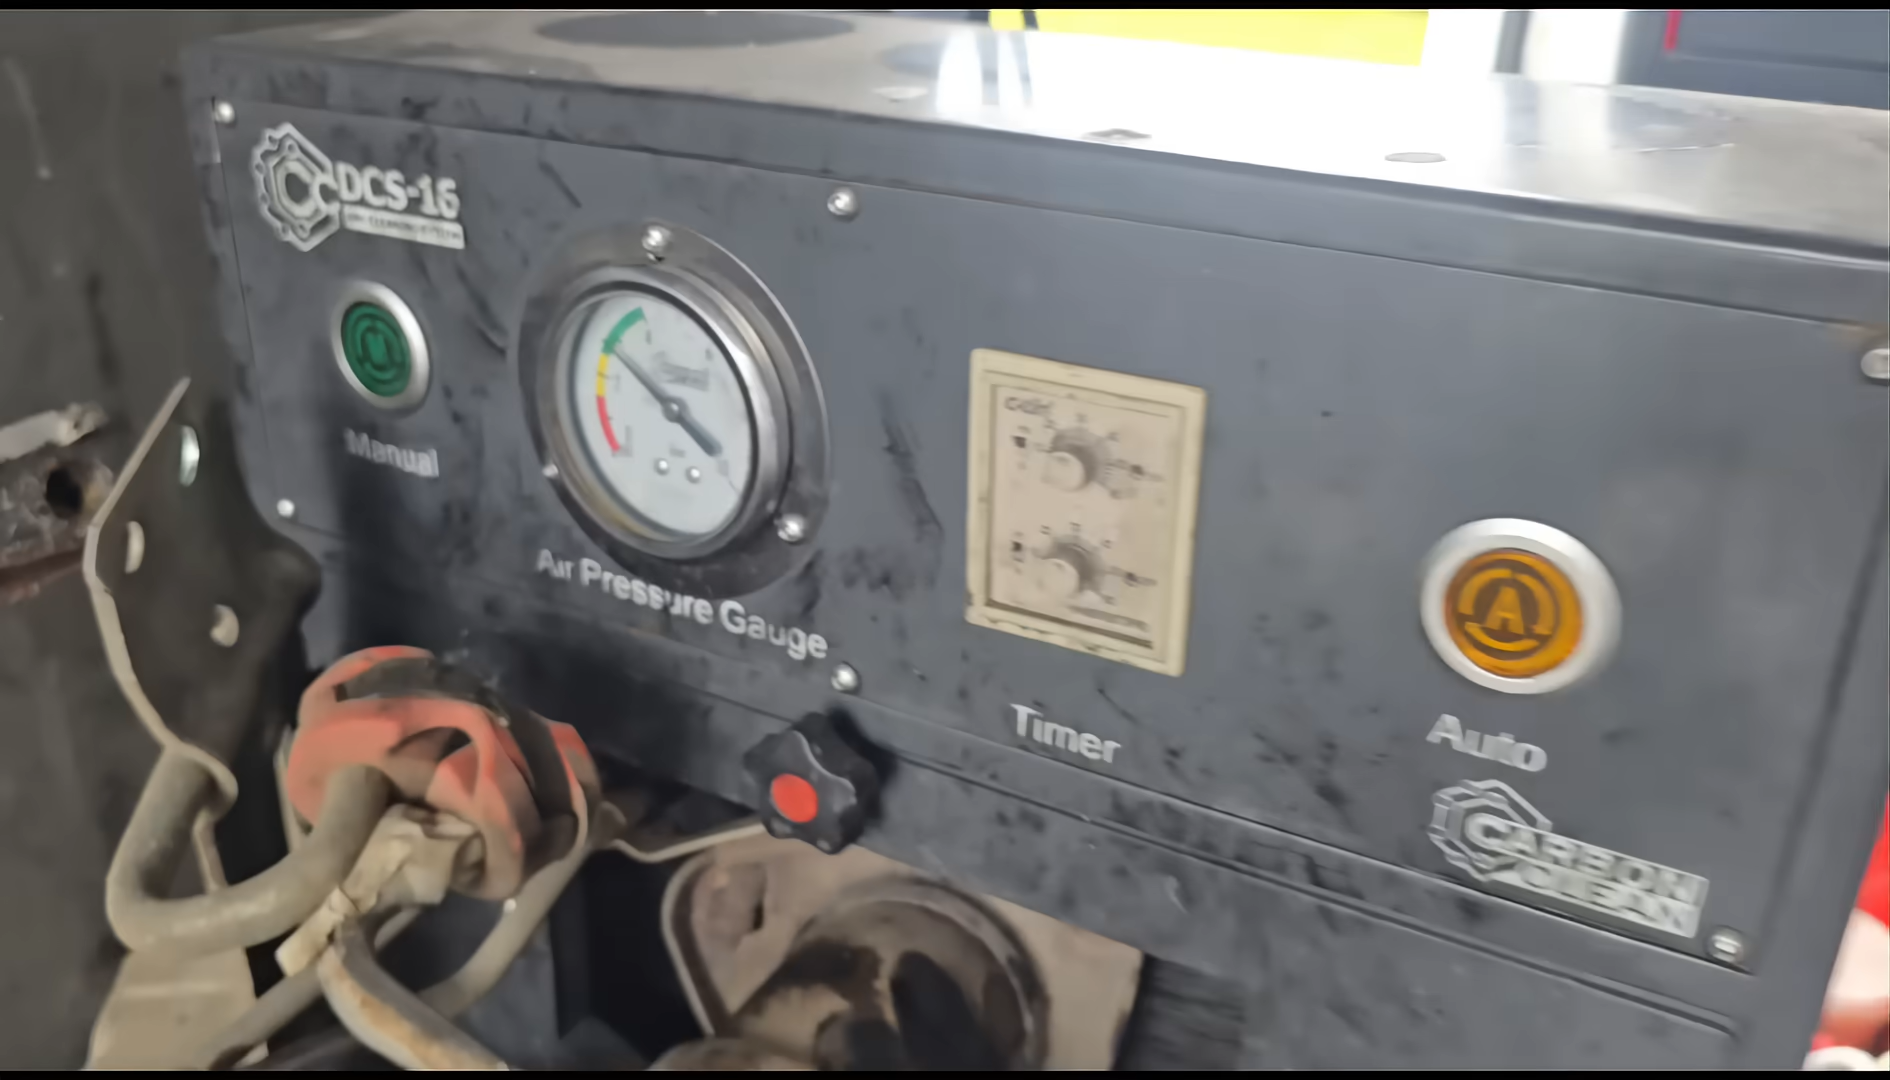 DCS-16
M
Manual
Air Pressure Gauge
Timer
A
Auto
CARBON
CLEAN